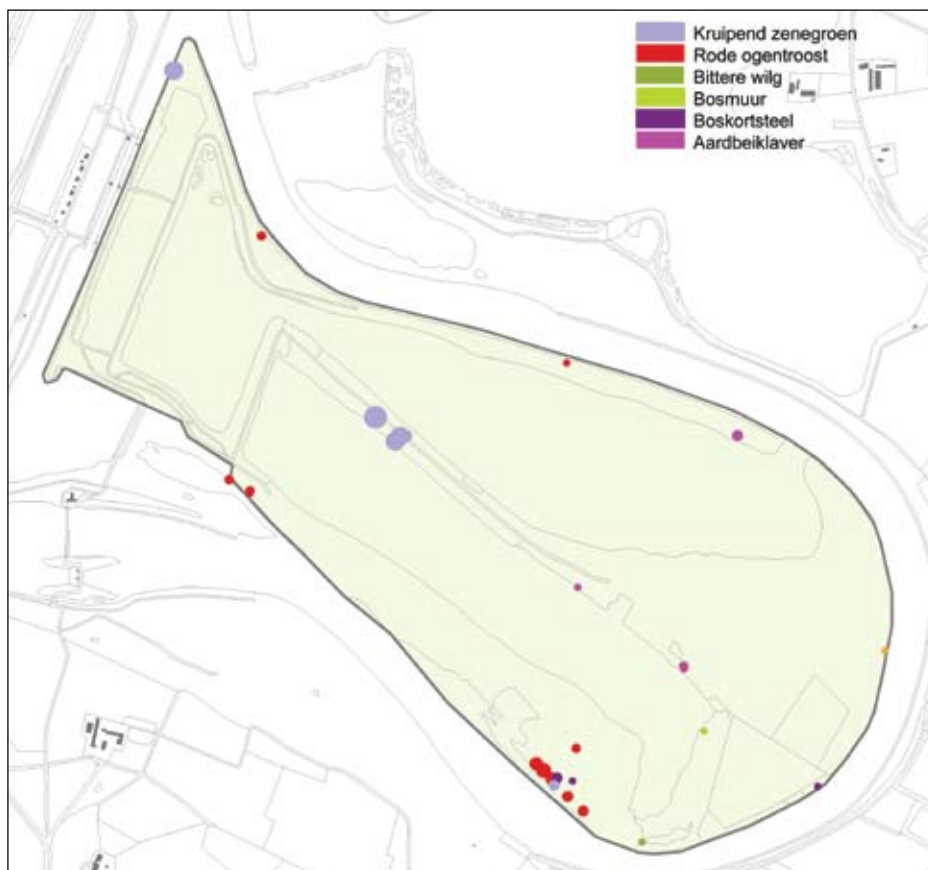 Kruipend zenegroen
Rode ogentroost
Bittere wilg
Bosmuur
Boskortsteel
Aardbeiklaver